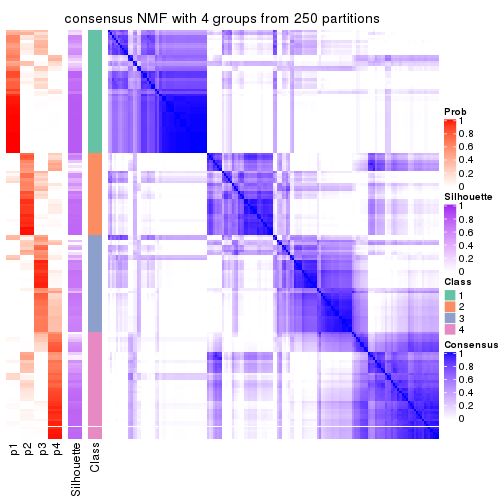 consensus NMF with 4 groups from 250 partitions
Prob
1
0.8
0.6
0.4
0.2
0
Silhouette
1
0.8
0.6
0.4
0.2
0
Class
1
2
3
4
Consensus
1
0.8
0.6
0.4
0.2
0
p1
p2
p3
p4
Silhouette
Class